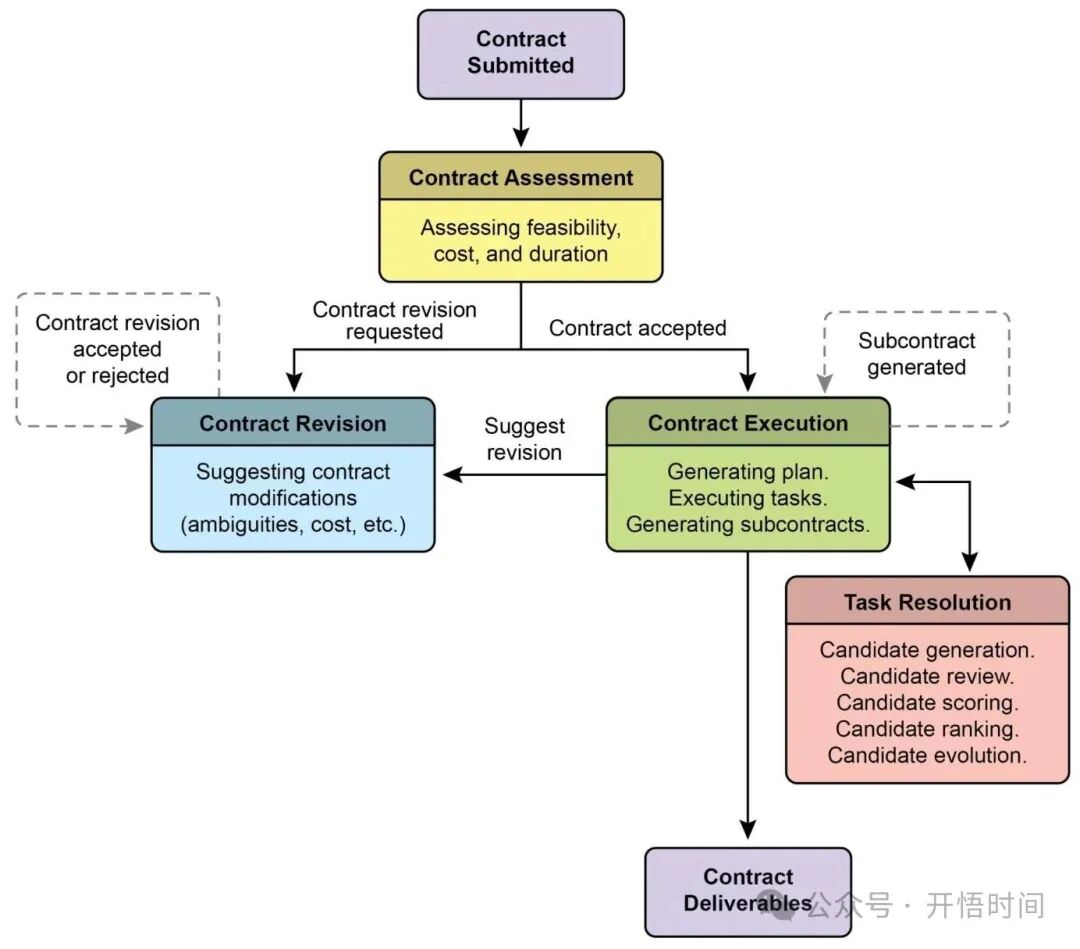 Contract
Submitted
Contract Assessment
Assessing feasibility,
cost, and duration
Contract revision
requested
Contract accepted
Contract revision
accepted
or rejected
Subcontract
generated
Contract Revision
Suggesting contract
modifications
(ambiguities, cost, etc.)
Suggest
revision
Contract Execution
Generating plan.
Executing tasks.
Generating subcontracts.
Task Resolution
Candidate generation.
Candidate review.
Candidate scoring.
Candidate ranking.
Candidate evolution.
Contract
Deliverables
公众号 · 开悟时间